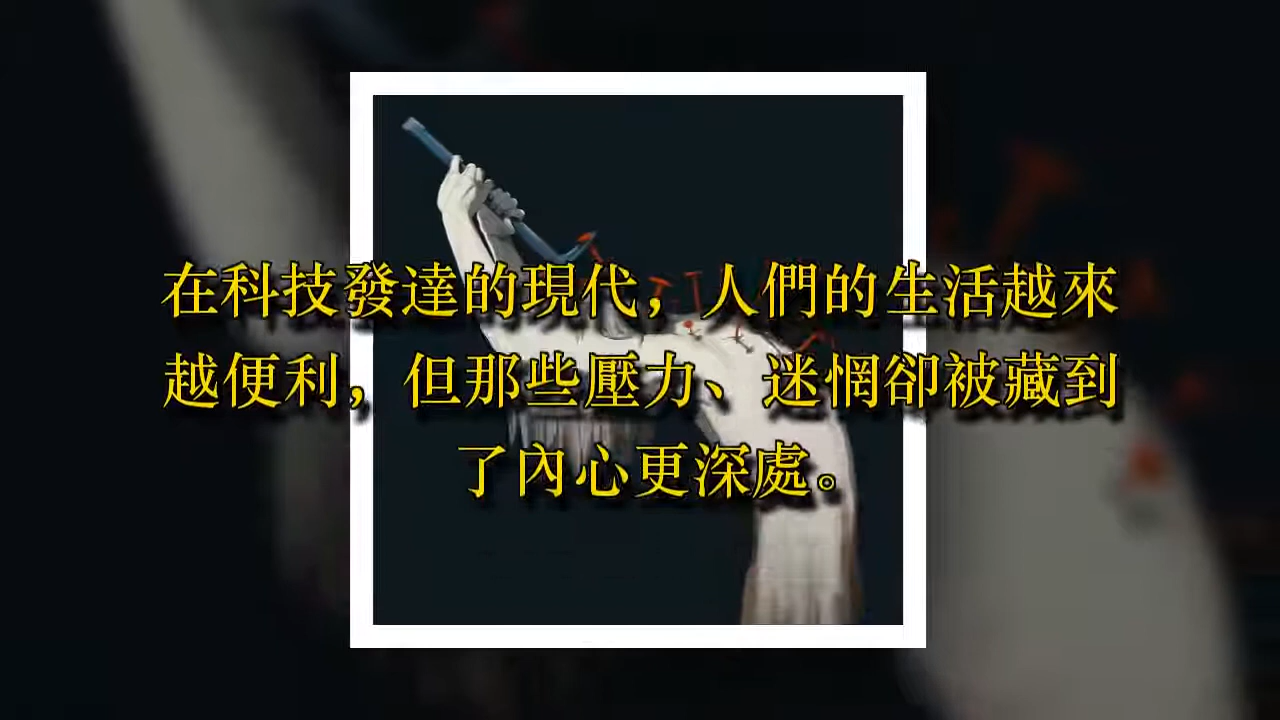 在科技發達的現代，人們的生活越來
越便利，但那些壓力、迷惘卻被藏到
了內心更深處。